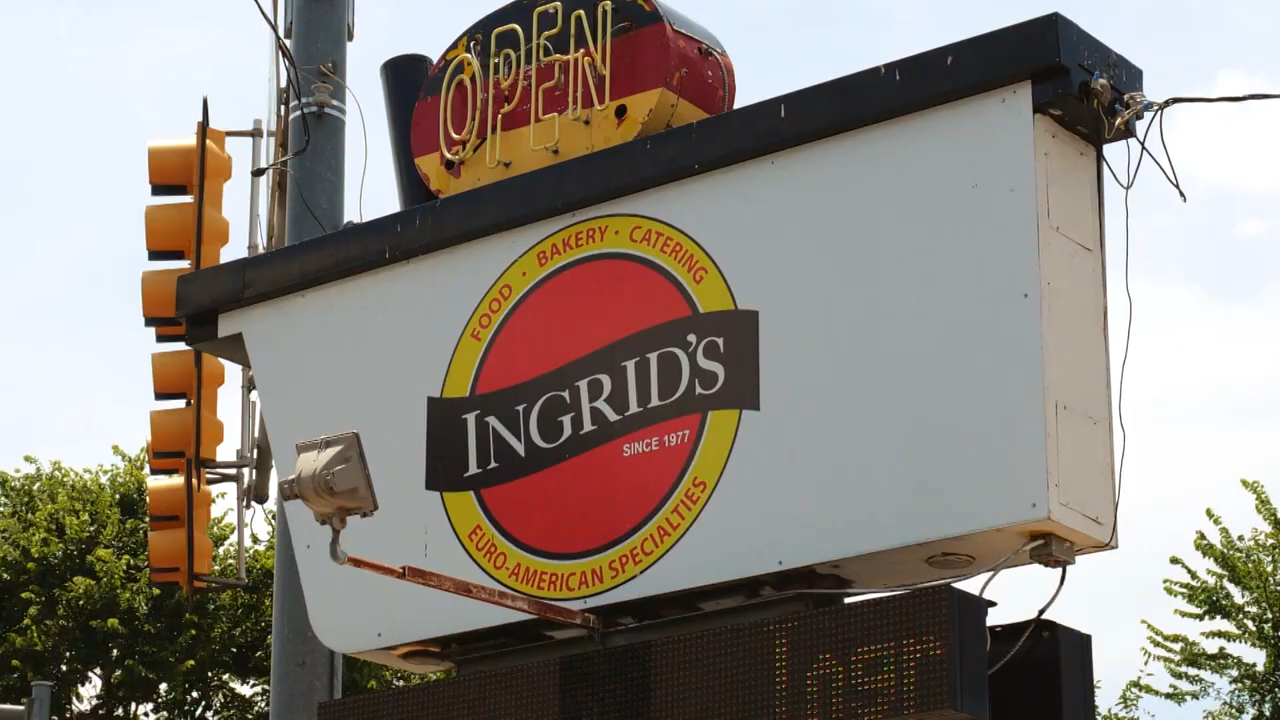 OPEN
FOOD · BAKERY · CATERING
INGRID'S
SINCE 1977
EURO-AMERICAN SPECIALTIES